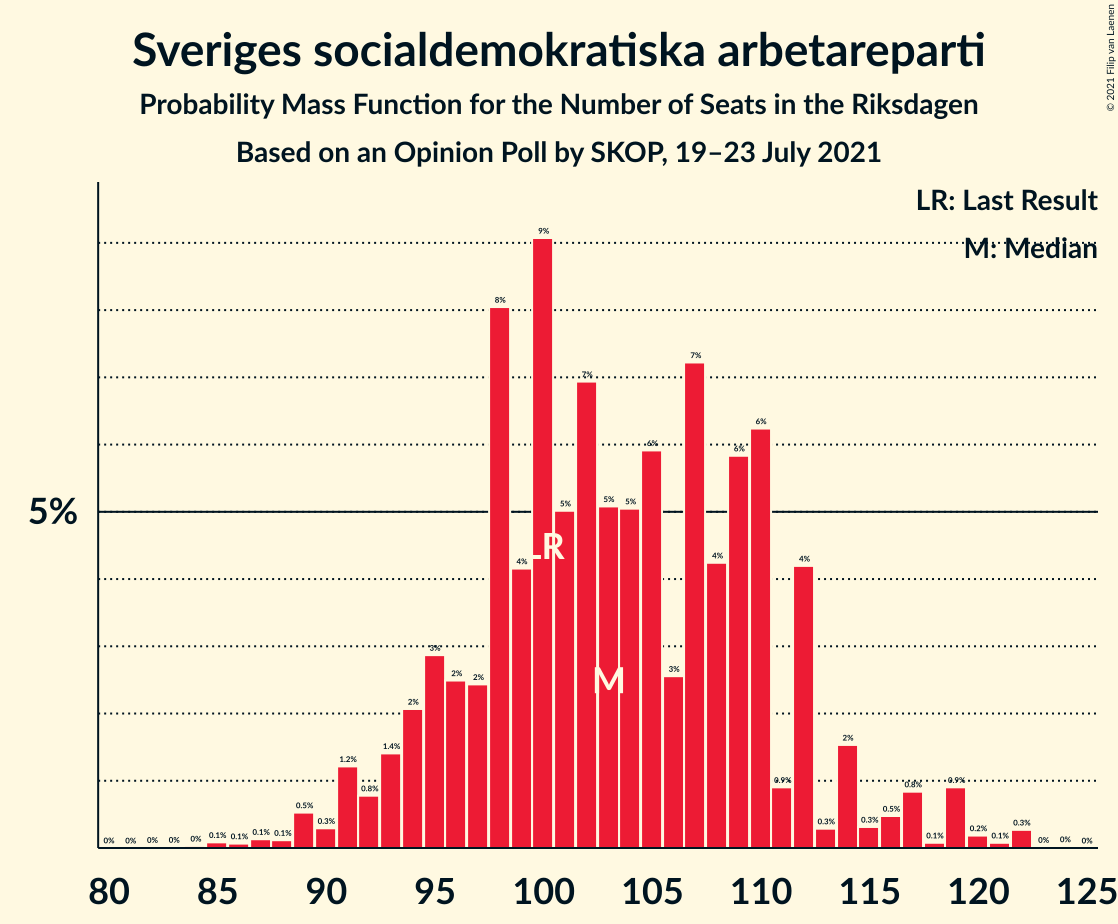 Sveriges socialdemokratiska arbetareparti
Probability Mass Function for the Number of Seats in the Riksdagen
Based on an Opinion Poll by SKOP, 19–23 July 2021
© 2021 Filip van Laenen
LR: Last Result
M: Median
5%
0% 0% 0% 0% 0% 0.1% 0.1% 0.1% 0.1% 0.5% 0.3% 1.2% 0.8% 1.4% 2% 3% 2% 2% 8% 4% 9% 5% 7% 5% 5% 6% 3% 7% 4% 6% 6% 0.9% 4% 0.3% 2% 0.3% 0.5% 0.8% 0.1% 0.9% 0.2% 0.1% 0.3% 0% 0% 0%
LR
M
80 85 90 95 100 105 110 115 120 125